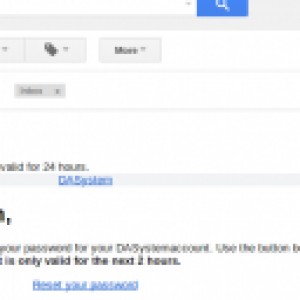 More
Inbox x
valid for 24 hours.
DASystem
,
your password for your DASystemaccount. Use the button b
is only valid for the next 2 hours.
Reset your password